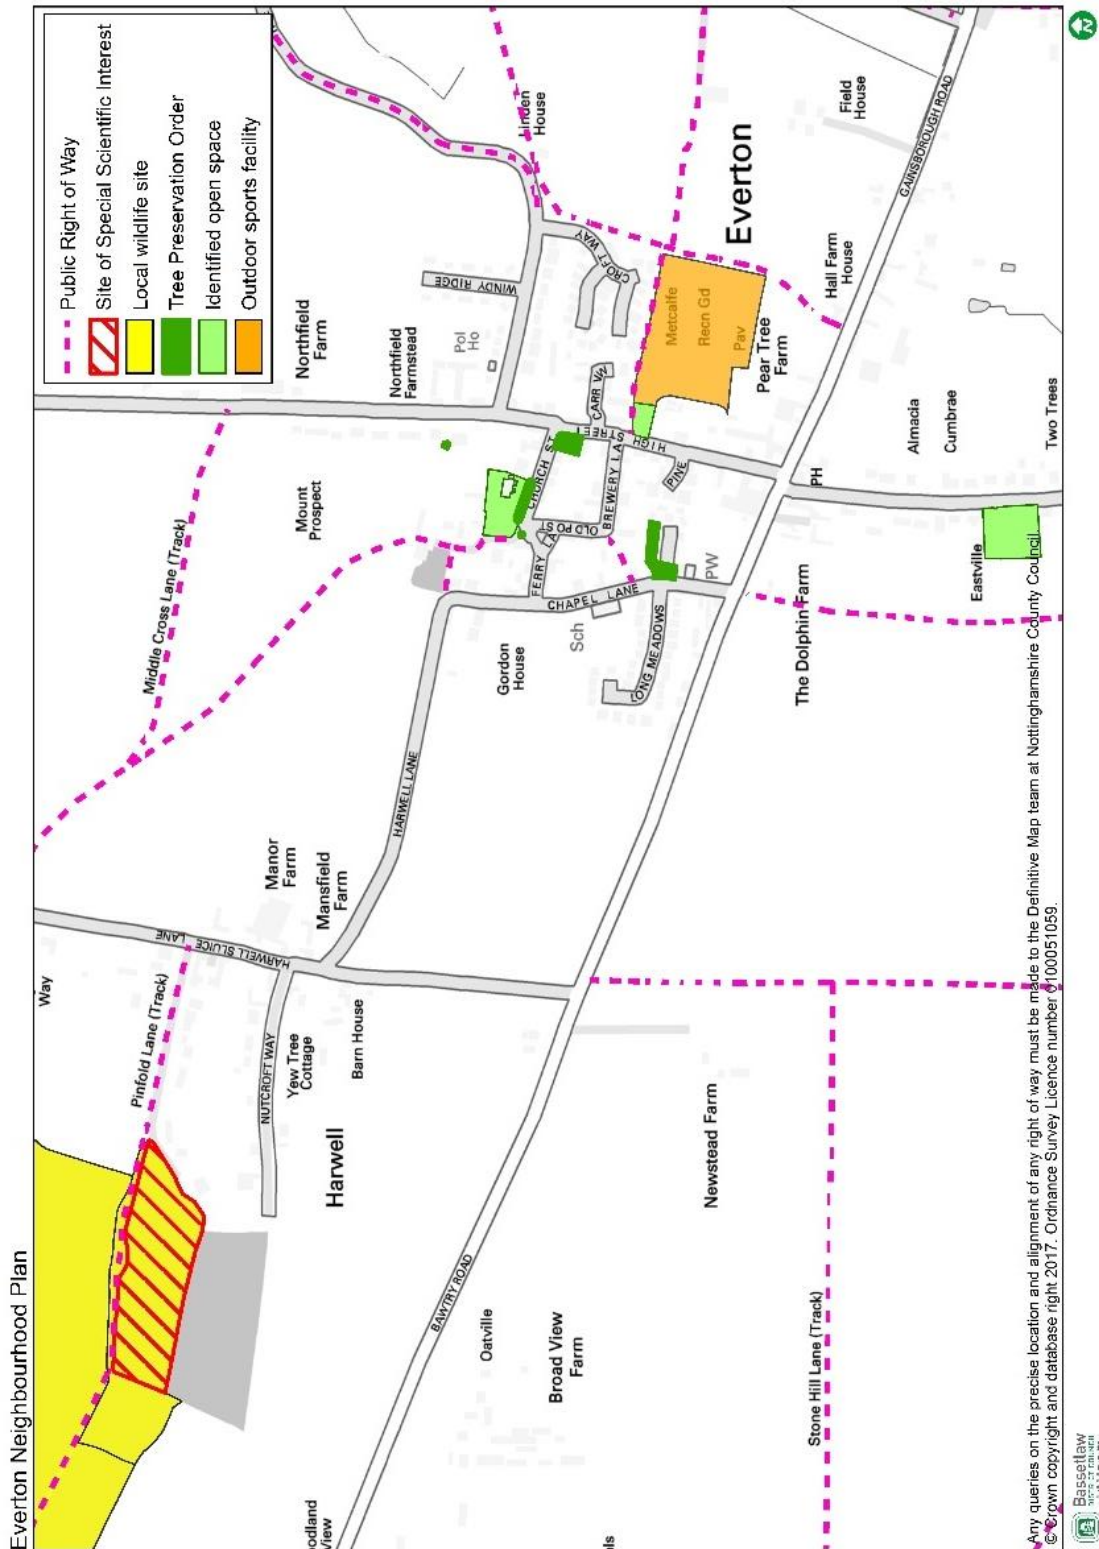 Everton Neighbourhood Plan
Public Right of Way
Site of Special Scientific Interest
Local wildlife site
Tree Preservation Order
Identified open space
Outdoor sports facility
Way
Pinfold Lane (Track)
HARWELL SLUICE LANE
NUTCROFT WAY
Yew Tree
Cottage
Barn House
Harwell
Manor
Farm
Mansfield
Farm
HARWELL LANE
Middle Cross Lane (Track)
Mount
Prospect
Northfield
Farm
Northfield
Farmstead
Pol
Ho
WINDY RIDGE
Linden
House
CROFT WAY
Everton
Field
House
GAINSBOROUGH ROAD
Hall Farm
House
Metcalfe
Recn Gd
Pav
Pear Tree
Farm
CARR VW
HIGH STREET
CHURCH ST
BREWERY LA
OLD POST
FERRY LA
PINE
CHAPEL LANE
Sch
Gordon
House
LONG MEADOWS
PW
PH
Almacia
Cumbrae
Two Trees
Eastville
The Dolphin Farm
Newstead Farm
BAWTRY ROAD
Oatville
Broad View
Farm
Stone Hill Lane (Track)
oodland
View
ls
Any queries on the precise location and alignment of any right of way must be made to the Definitive Map team at Nottinghamshire County Council.
© Crown copyright and database right 2017. Ordnance Survey Licence number 0100051059.
Bassetlaw
DISTRICT COUNCIL
N